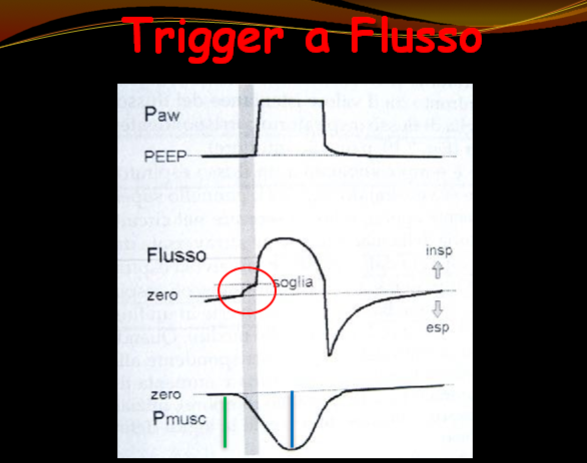 Trigger a Flusso
Paw
PEEP
Flusso
insp
soglia
zero
esp
zero
Pmusc